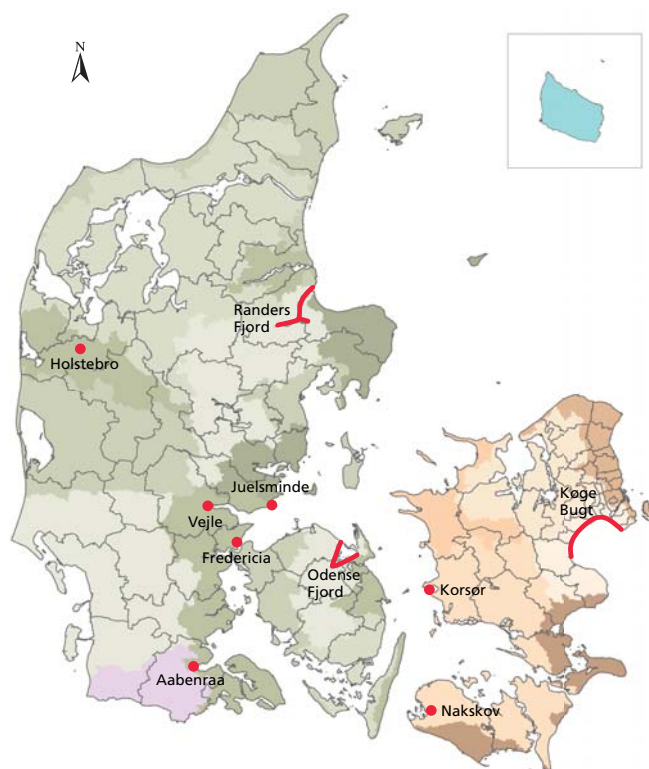 N
Randers
Fjord
Holstebro
Juelsminde
Køge
Bugt
Vejle
Fredericia
Odense
Fjord
Korsør
Aabenraa
Nakskov